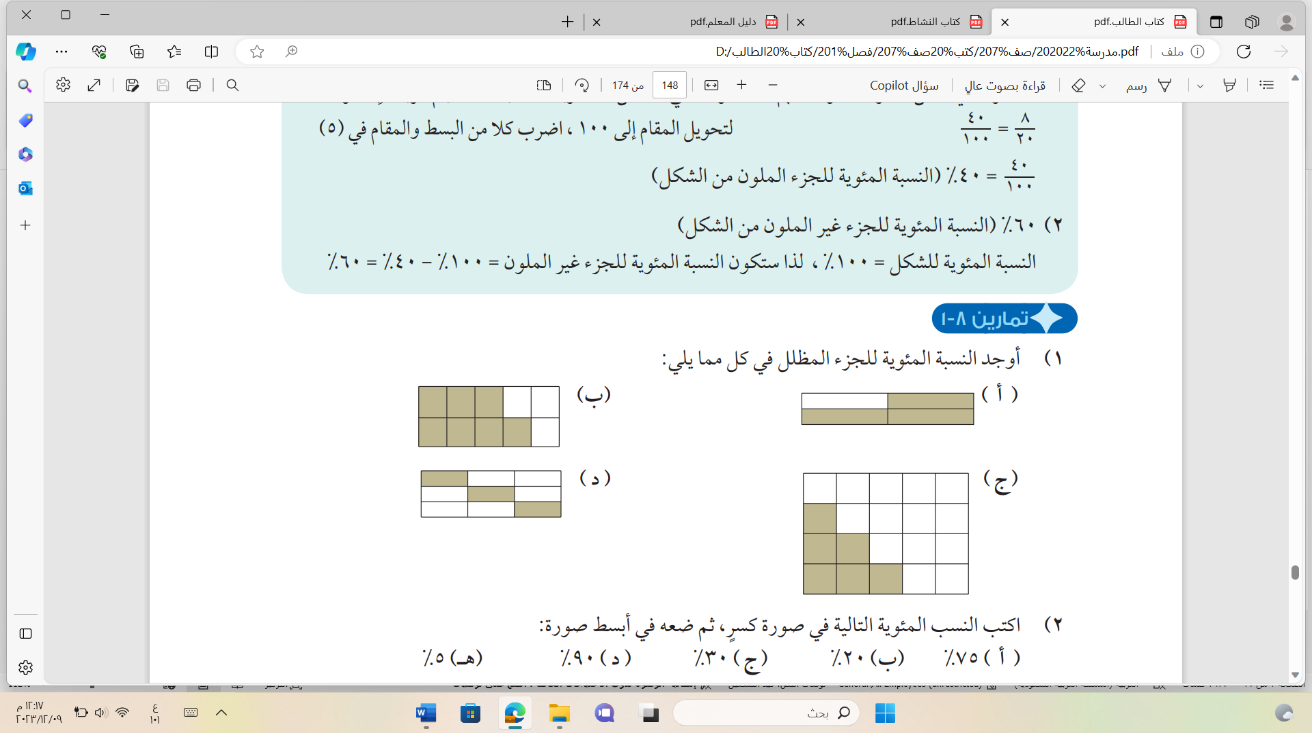 كتاب الطالب.pdf
كتاب النشاط.pdf
دليل المعلم.pdf
ملف
D:/مدرسة%202022/صف%207/كتب%20صف%207/فصل%201/كتاب%20الطالب.pdf
رسم
قراءة بصوت عالٍ
سؤال Copilot
148 من 174
٨/٢٠ = ٤٠/١٠٠ لتحويل المقام إلى ١٠٠ ، اضرب كلا من البسط والمقام في (٥)
٤٠/١٠٠ = ٤٠٪ (النسبة المئوية للجزء الملون من الشكل)
٢) ٦٠٪ (النسبة المئوية للجزء غير الملون من الشكل)
النسبة المئوية للشكل = ١٠٠٪ ، لذا ستكون النسبة المئوية للجزء غير الملون = ١٠٠٪ – ٤٠٪ = ٦٠٪
تمارين ٨-١
١) أوجد النسبة المئوية للجزء المظلل في كل مما يلي:
( أ ) (ب)
(ج) ( د )
٢) اكتب النسب المئوية التالية في صورة كسرٍ، ثم ضعه في أبسط صورة:
( أ ) ٧٥٪ (ب) ٢٠٪ (ج) ٣٠٪ ( د ) ٩٠٪ (هـ) ٥٪
بحث
W
ع
١٠١
١٢:١٧ م
٢٠٢٣/١٢/٠٩